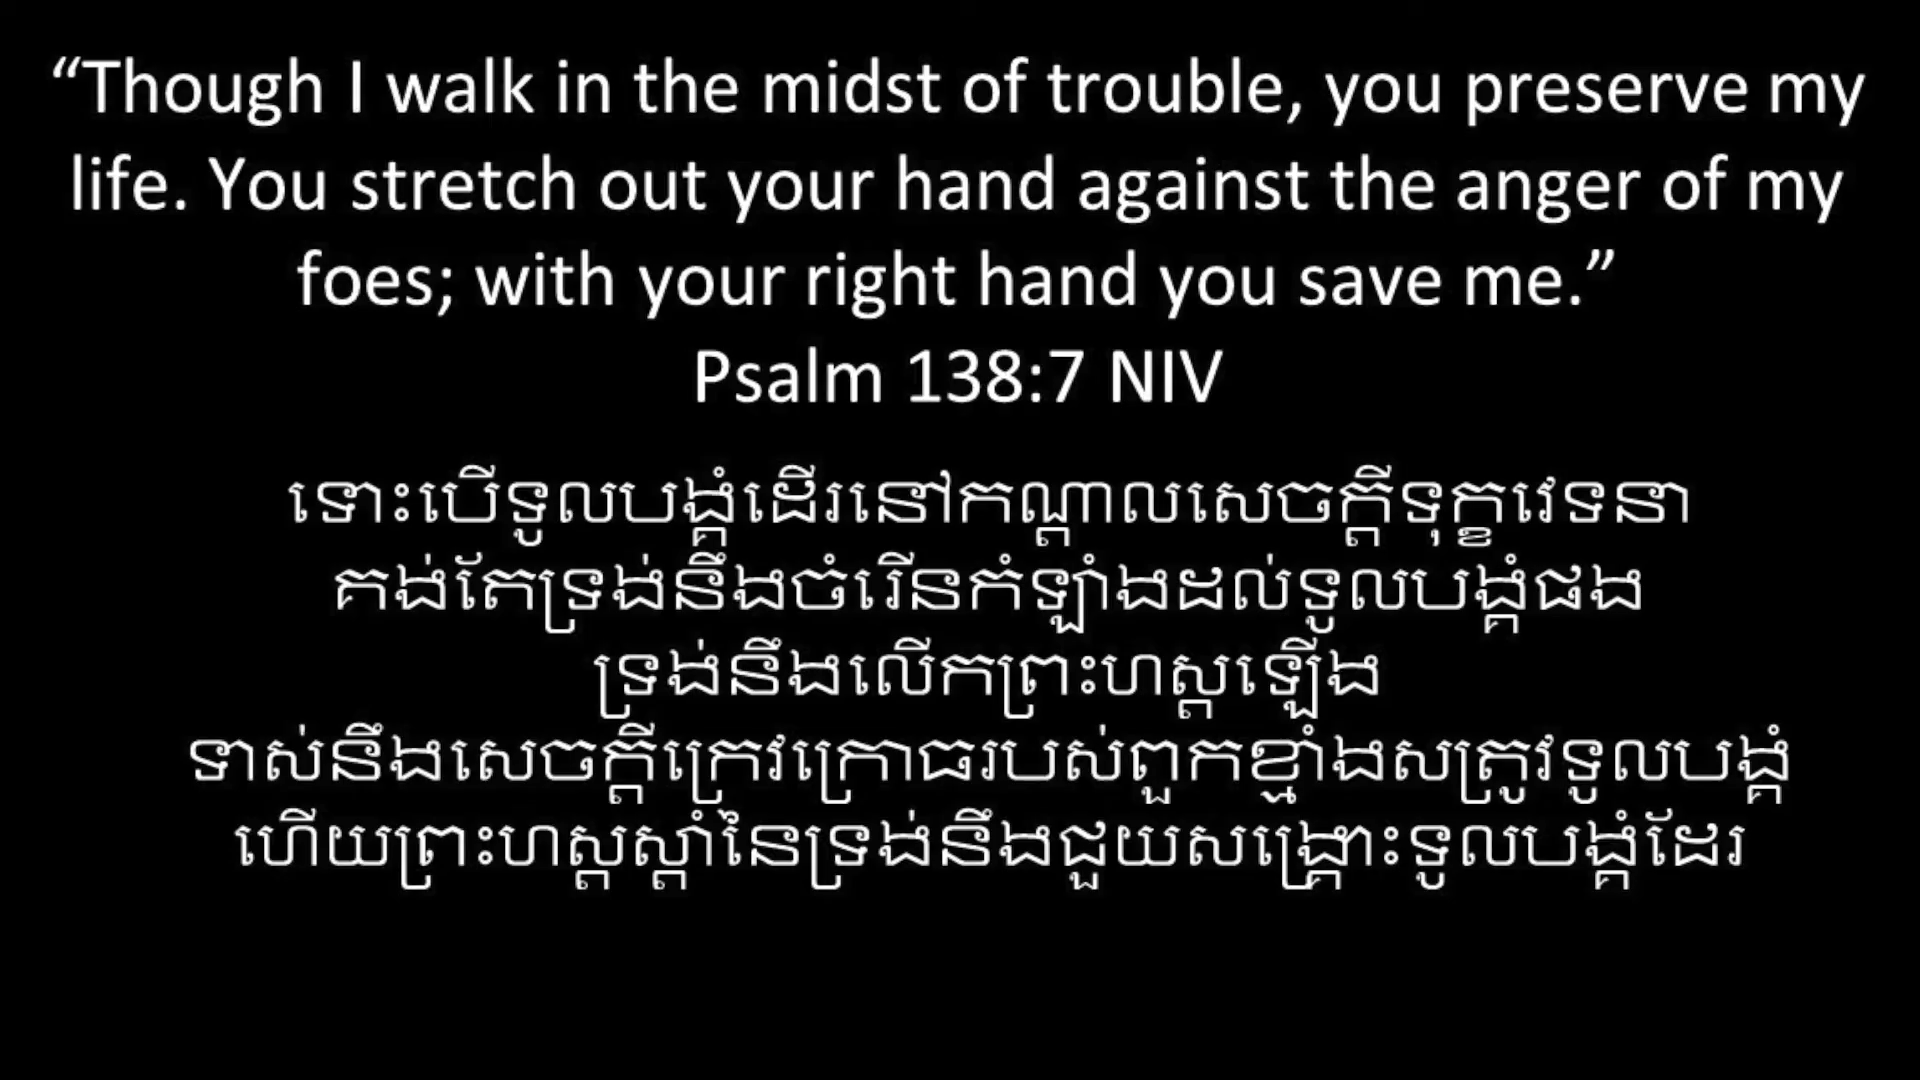 “Though I walk in the midst of trouble, you preserve my
life. You stretch out your hand against the anger of my
foes; with your right hand you save me.”
Psalm 138:7 NIV
ទោះបើទូលបង្គំដើរនៅកណ្តាលសេចក្តីទុក្ខវេទនា
គង់តែទ្រង់នឹងចំរើនកំឡាំងដល់ទូលបង្គំផង
ទ្រង់នឹងលើកព្រះហស្តឡើង
ទាស់នឹងសេចក្តីក្រេវក្រោធរបស់ពួកខ្មាំងសត្រូវទូលបង្គំ
ហើយព្រះហស្តស្តាំនៃទ្រង់នឹងជួយសង្គ្រោះទូលបង្គំដែរ